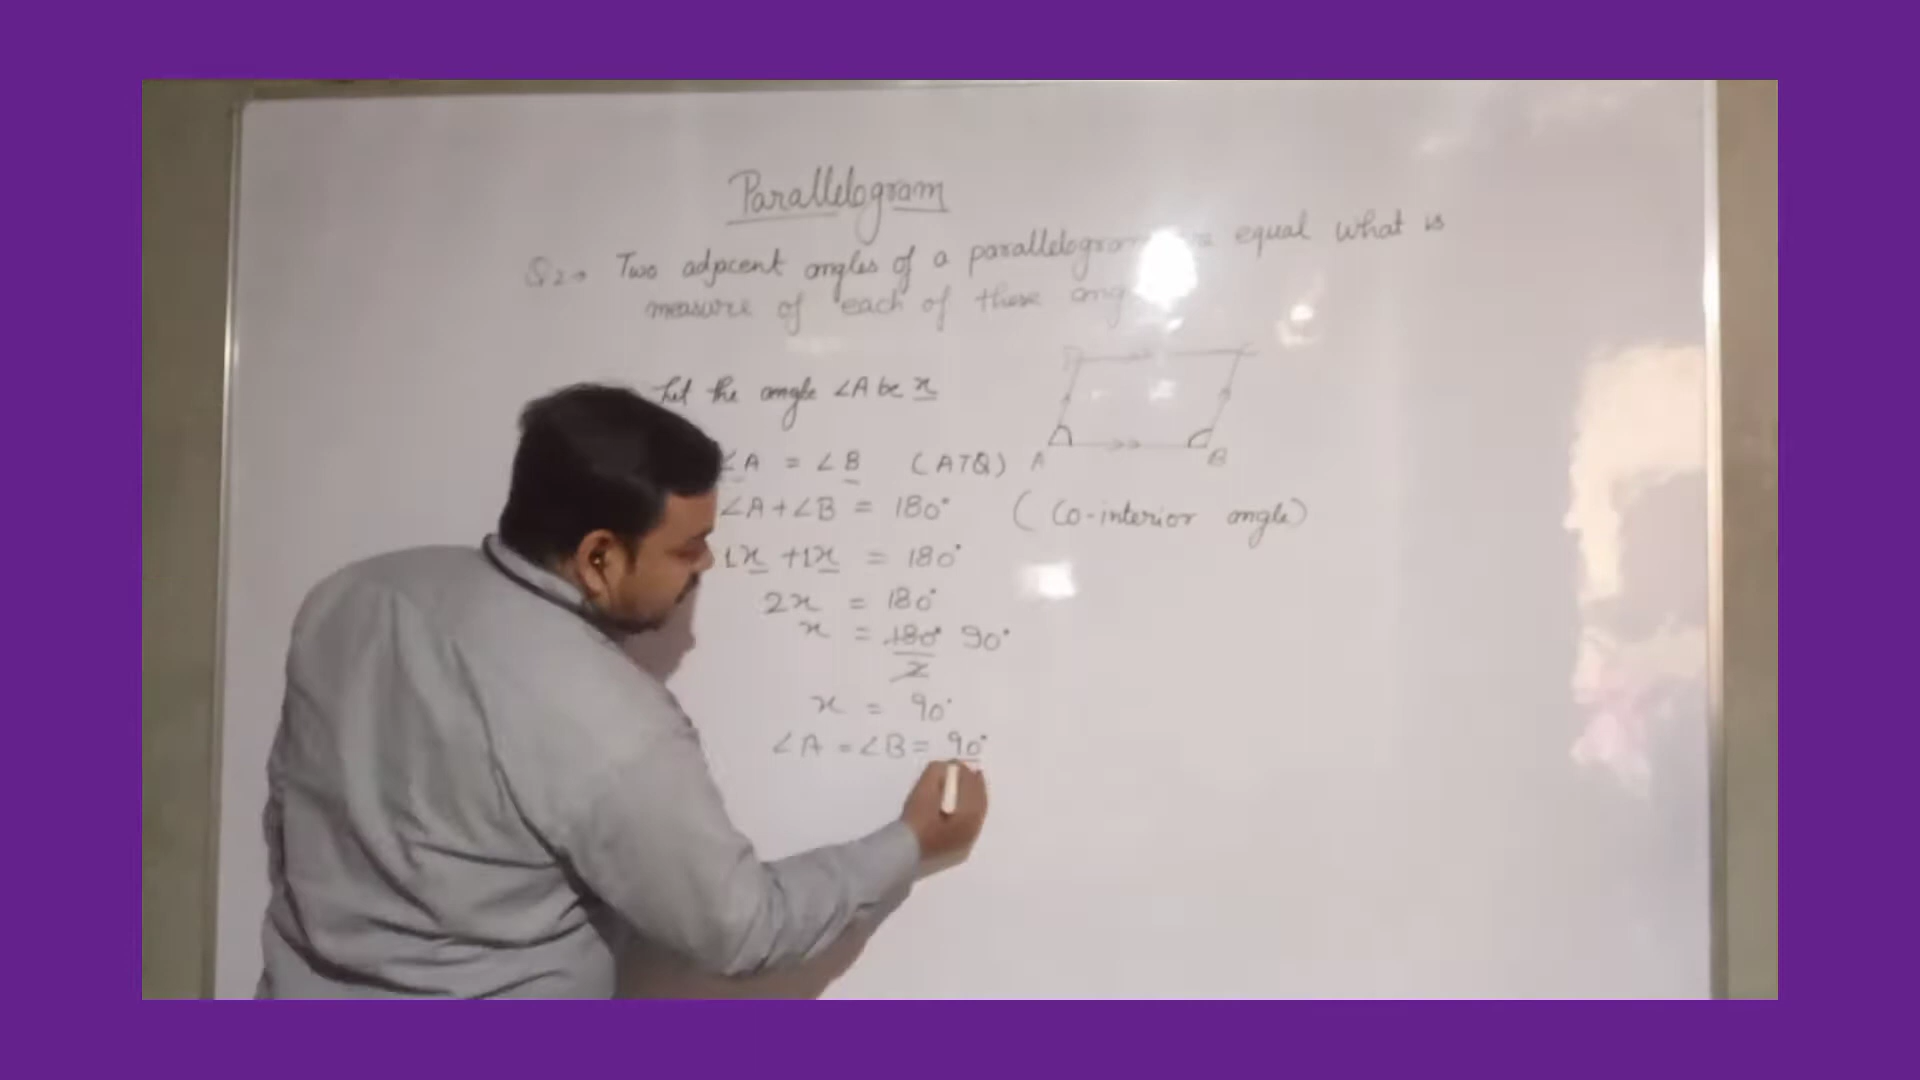 Parallelogram
Q2→ Two adjacent angles of a parallelogram equal what is
measure of each of these ang
Let the angle ∠A be x
D
∠A = ∠B (ATQ) A B
∠A+∠B = 180° (Co-interior angle)
1x + 1x = 180°
2x = 180°
x = 180°/2 90°
x = 90°
∠A = ∠B = 90°